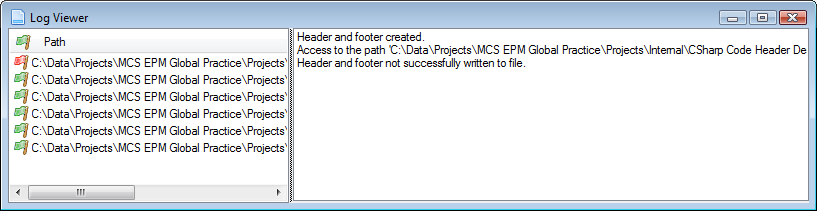 Log Viewer
Path
C:\Data\Projects\MCS EPM Global Practice\Projects\
C:\Data\Projects\MCS EPM Global Practice\Projects\
C:\Data\Projects\MCS EPM Global Practice\Projects\
C:\Data\Projects\MCS EPM Global Practice\Projects\
C:\Data\Projects\MCS EPM Global Practice\Projects\
C:\Data\Projects\MCS EPM Global Practice\Projects\
Header and footer created.
Access to the path 'C:\Data\Projects\MCS EPM Global Practice\Projects\Internal\CSharp Code Header De
Header and footer not successfully written to file.